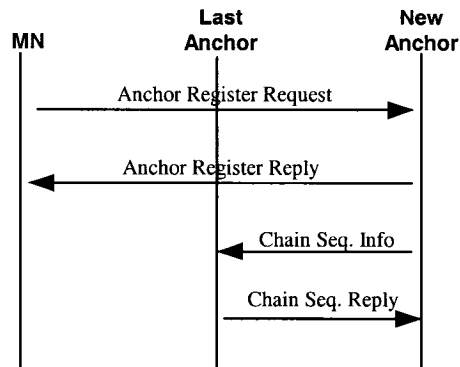 MN
Last
Anchor
New
Anchor
Anchor Register Request
Anchor Register Reply
Chain Seq. Info
Chain Seq. Reply